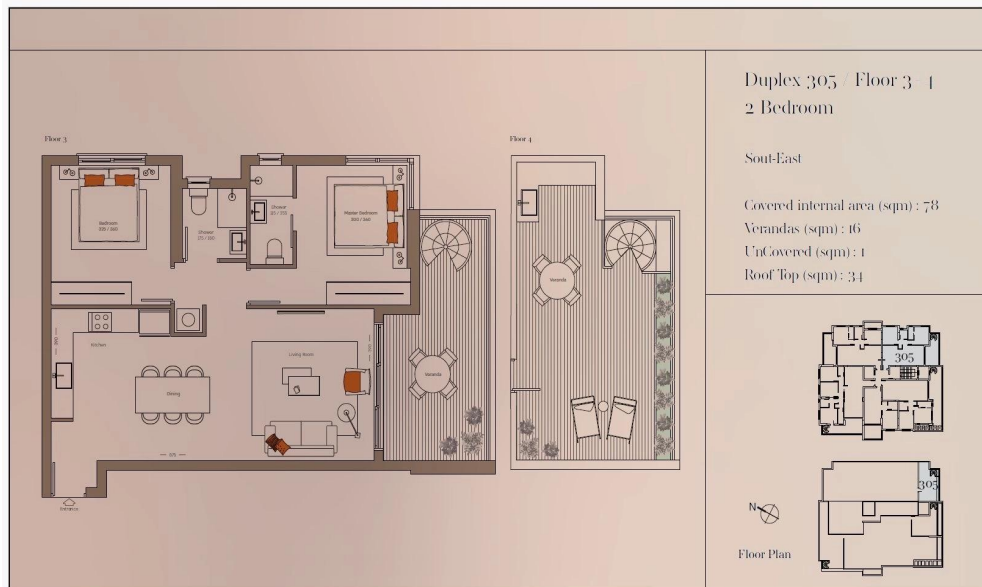 Duplex 305 / Floor 3-4
2 Bedroom
Sout-East
Covered internal area (sqm) : 78
Verandas (sqm) : 16
UnCovered (sqm) : 1
Roof Top (sqm) : 34
Floor 3
Floor 4
Bedroom
Shower
Shower
Master Bedroom
Kitchen
Living Room
Dining
Veranda
Veranda
Entrance
305
305
N
Floor Plan